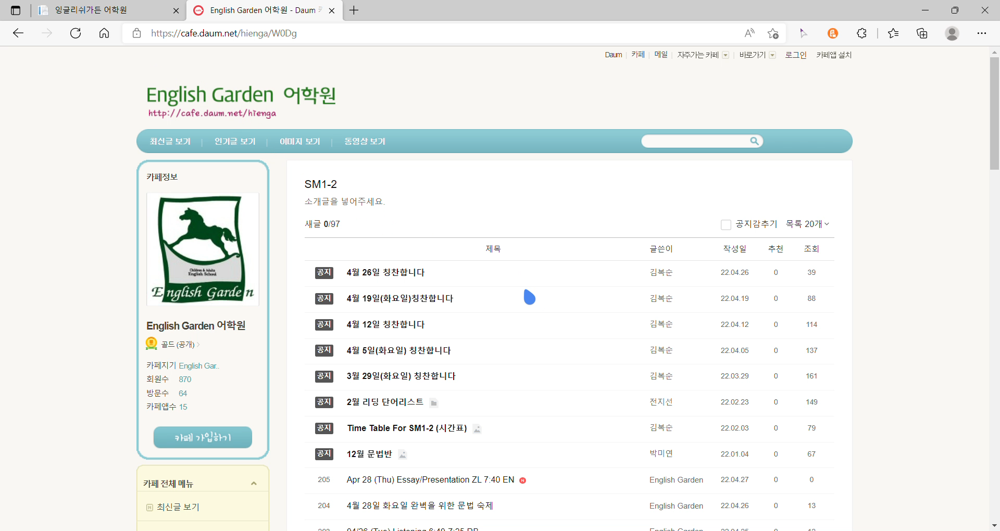 잉글리쉬가든 어학원
English Garden 어학원 - Daum
https://cafe.daum.net/hienga/W0Dg
Daum 카페 메일 자주가는 카페 바로가기 로그인 카페앱 설치
English Garden 어학원
http://cafe.daum.net/hienga
최신글 보기 인기글 보기 이미지 보기 동영상 보기
카페정보
Children & Adults
English School
English Garden
English Garden 어학원
골드 (공개)
카페지기 English Gar..
회원수 870
방문수 64
카페앱수 15
카페 가입하기
카페 전체 메뉴
최신글 보기
SM1-2
소개글을 넣어주세요.
새글 0/97 공지감추기 목록 20개
제목 글쓴이 작성일 추천 조회
공지 4월 26일 칭찬합니다 김복순 22.04.26 0 39
공지 4월 19일(화요일)칭찬합니다 김복순 22.04.19 0 88
공지 4월 12일 칭찬합니다 김복순 22.04.12 0 114
공지 4월 5일(화요일) 칭찬합니다 김복순 22.04.05 0 137
공지 3월 29일(화요일) 칭찬합니다 김복순 22.03.29 0 161
공지 2월 리딩 단어리스트 전지선 22.02.23 0 149
공지 Time Table For SM1-2 (시간표) 김복순 22.02.03 0 79
공지 12월 문법반 박미연 22.01.04 0 67
205 Apr 28 (Thu) Essay/Presentation ZL 7:40 EN N English Garden 22.04.27 0 0
204 4월 28일 화요일 완벽을 위한 문법 숙제 English Garden 22.04.26 0 13
203 04/26 (Tue) Listening 6:40-7:25 English Garden 22.04.25 0